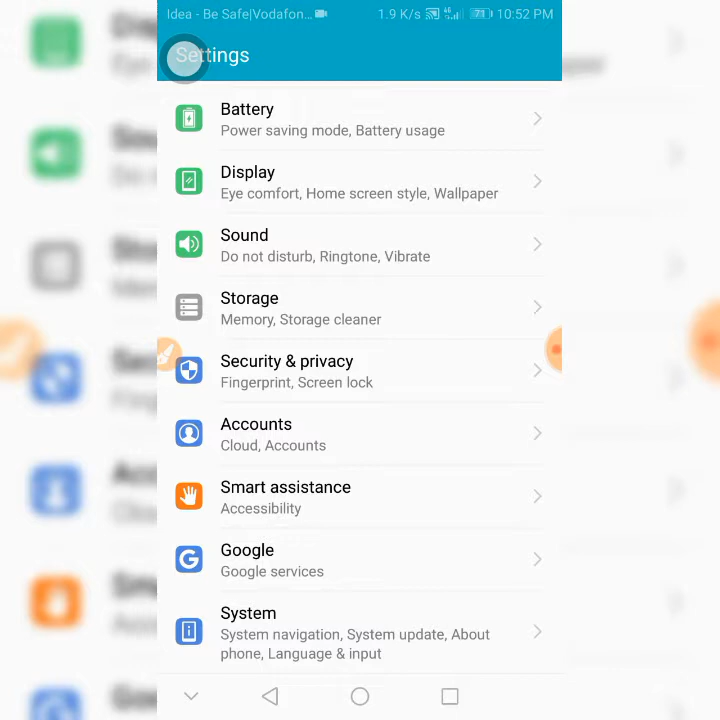 Idea - Be Safe|Vodafon... 1.9 K/s 4G 71 10:52 PM
Settings
Battery
Power saving mode, Battery usage
Display
Eye comfort, Home screen style, Wallpaper
Sound
Do not disturb, Ringtone, Vibrate
Storage
Memory, Storage cleaner
Security & privacy
Fingerprint, Screen lock
Accounts
Cloud, Accounts
Smart assistance
Accessibility
Google
Google services
System
System navigation, System update, About
phone, Language & input